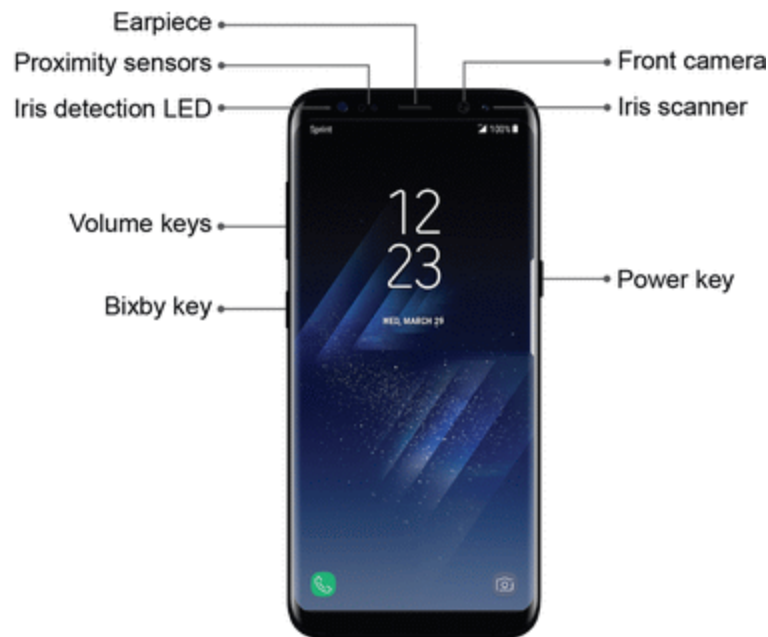 Earpiece
Proximity sensors
Iris detection LED
Front camera
Iris scanner
Sprint
100%
12
23
WED, MARCH 29
Volume keys
Bixby key
Power key